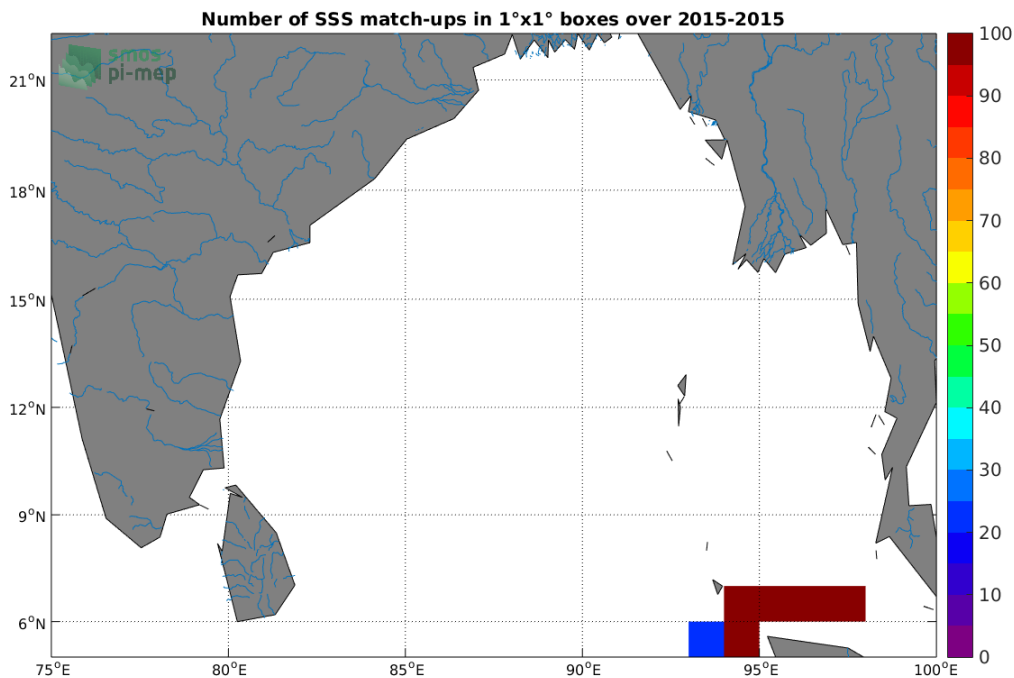 Number of SSS match-ups in 1°x1° boxes over 2015-2015
smos
pi-mep
21°N
18°N
15°N
12°N
9°N
6°N
75°E 80°E 85°E 90°E 95°E 100°E
100
90
80
70
60
50
40
30
20
10
0